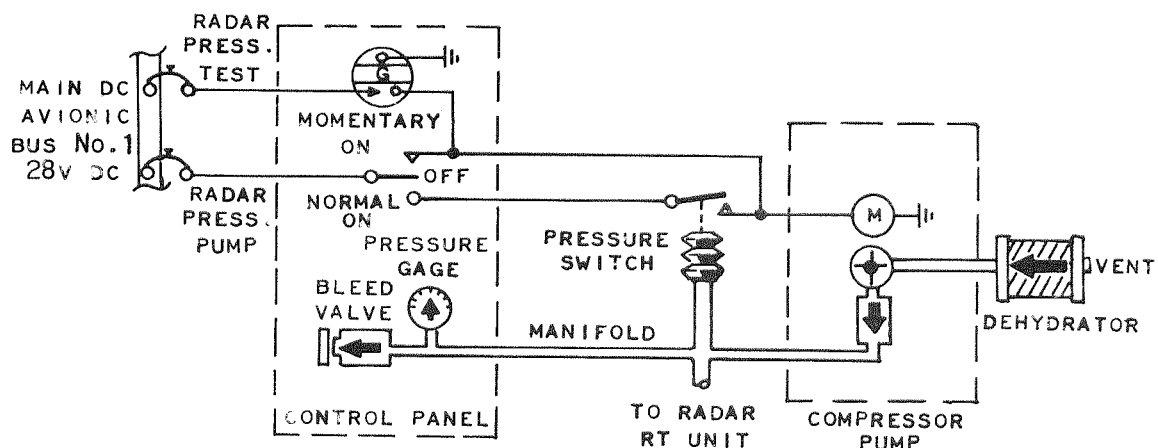 RADAR
PRESS.
TEST
MAIN DC
AVIONIC
BUS No.1
28V DC
RADAR
PRESS.
PUMP
G
MOMENTARY
ON
OFF
NORMAL
ON
PRESSURE
GAGE
BLEED
VALVE
CONTROL PANEL
MANIFOLD
PRESSURE
SWITCH
TO RADAR
RT UNIT
M
COMPRESSOR
PUMP
VENT
DEHYDRATOR